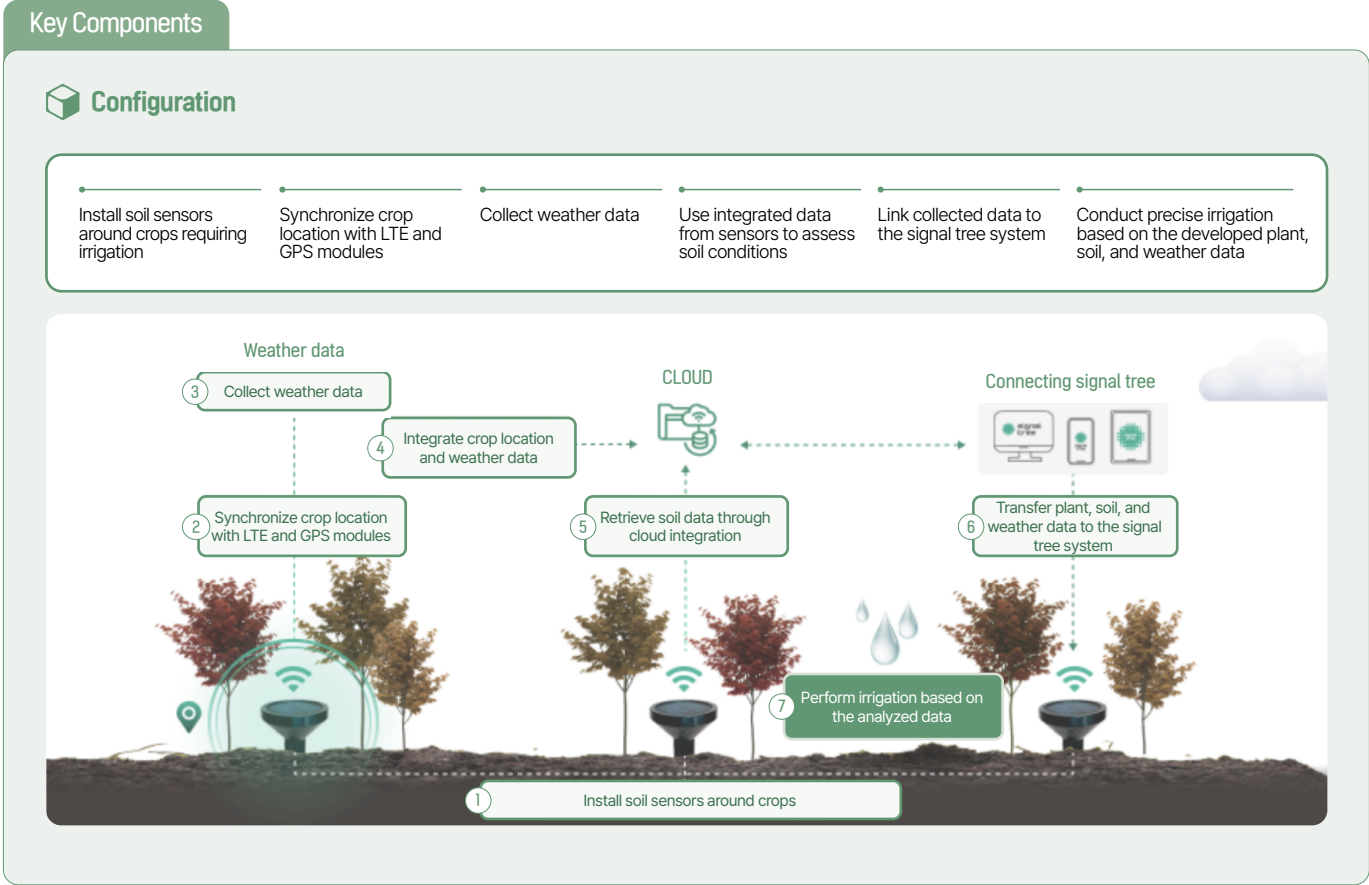 Key Components
Configuration
Install soil sensors
around crops requiring
irrigation
Synchronize crop
location with LTE and
GPS modules
Collect weather data
Use integrated data
from sensors to assess
soil conditions
Link collected data to
the signal tree system
Conduct precise irrigation
based on the developed plant,
soil, and weather data
Weather data
3 Collect weather data
4 Integrate crop location
and weather data
CLOUD
Connecting signal tree
signal
tree
2 Synchronize crop location
with LTE and GPS modules
5 Retrieve soil data through
cloud integration
6 Transfer plant, soil, and
weather data to the signal
tree system
7 Perform irrigation based on
the analyzed data
1 Install soil sensors around crops